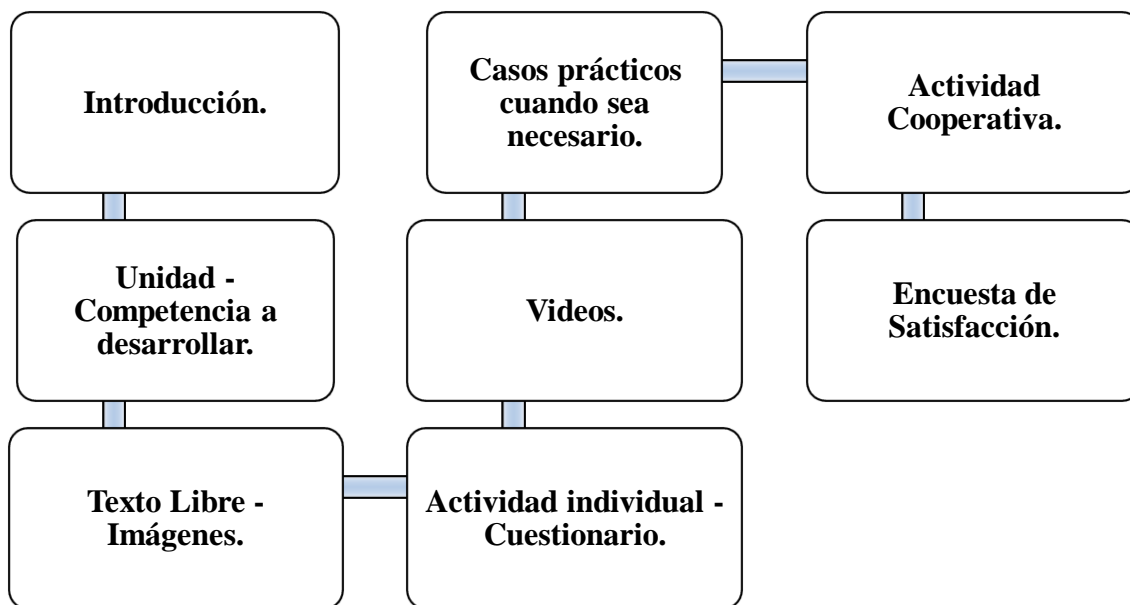 Introducción.
Unidad -
Competencia a
desarrollar.
Texto Libre -
Imágenes.
Actividad individual -
Cuestionario.
Videos.
Casos prácticos
cuando sea
necesario.
Actividad
Cooperativa.
Encuesta de
Satisfacción.